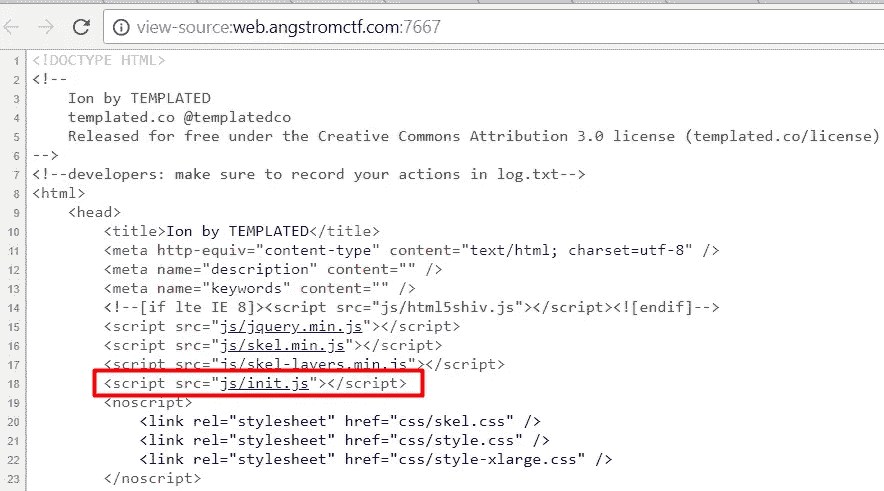 view-source:web.angstromctf.com:7667
1 <!DOCTYPE HTML>
2 <!--
3 Ion by TEMPLATED
4 templated.co @templatedco
5 Released for free under the Creative Commons Attribution 3.0 license (templated.co/license)
6 -->
7 <!--developers: make sure to record your actions in log.txt-->
8 <html>
9 <head>
10 <title>Ion by TEMPLATED</title>
11 <meta http-equiv="content-type" content="text/html; charset=utf-8" />
12 <meta name="description" content="" />
13 <meta name="keywords" content="" />
14 <!--[if lte IE 8]><script src="js/html5shiv.js"></script><![endif]-->
15 <script src="js/jquery.min.js"></script>
16 <script src="js/skel.min.js"></script>
17 <script src="js/skel-layers.min.js"></script>
18 <script src="js/init.js"></script>
19 <noscript>
20 <link rel="stylesheet" href="css/skel.css" />
21 <link rel="stylesheet" href="css/style.css" />
22 <link rel="stylesheet" href="css/style-xlarge.css" />
23 </noscript>